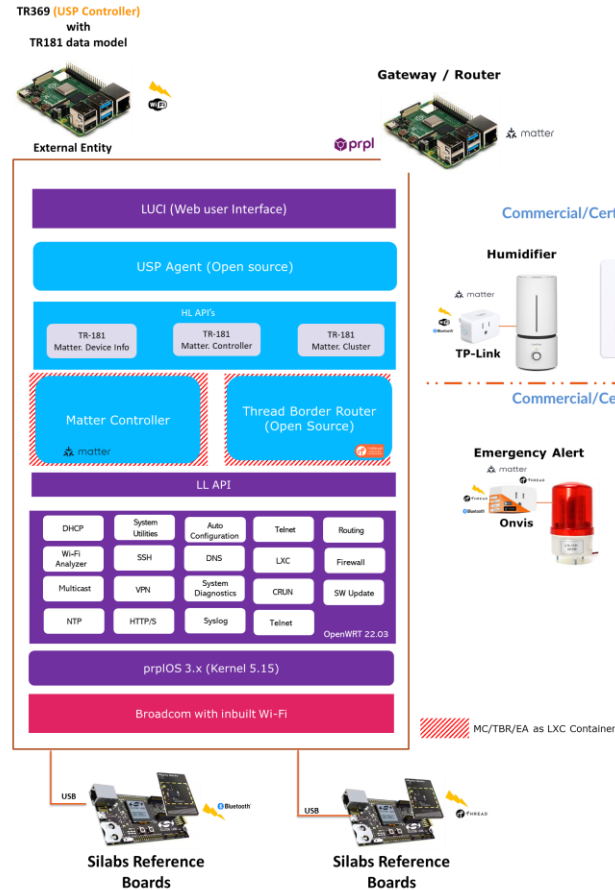 TR369 (USP Controller)
with
TR181 data model
WiFi
External Entity
Gateway / Router
prpl
matter
LUCI (Web user Interface)
USP Agent (Open source)
HL API's
TR-181
Matter. Device Info
TR-181
Matter. Controller
TR-181
Matter. Cluster
Matter Controller
matter
Thread Border Router
(Open Source)
LL API
DHCP
System
Utilities
Auto
Configuration
Telnet
Routing
Wi-Fi
Analyzer
SSH
DNS
LXC
Firewall
Multicast
VPN
System
Diagnostics
CRUN
SW Update
NTP
HTTP/S
Syslog
Telnet
OpenWRT 22.03
prplOS 3.x (Kernel 5.15)
Broadcom with inbuilt Wi-Fi
Commercial/Cert
Humidifier
matter
Bluetooth
TP-Link
Commercial/Ce
Emergency Alert
matter
THREAD
Bluetooth
Onvis
MC/TBR/EA as LXC Container
USB
Bluetooth
Silabs Reference
Boards
USB
THREAD
Silabs Reference
Boards